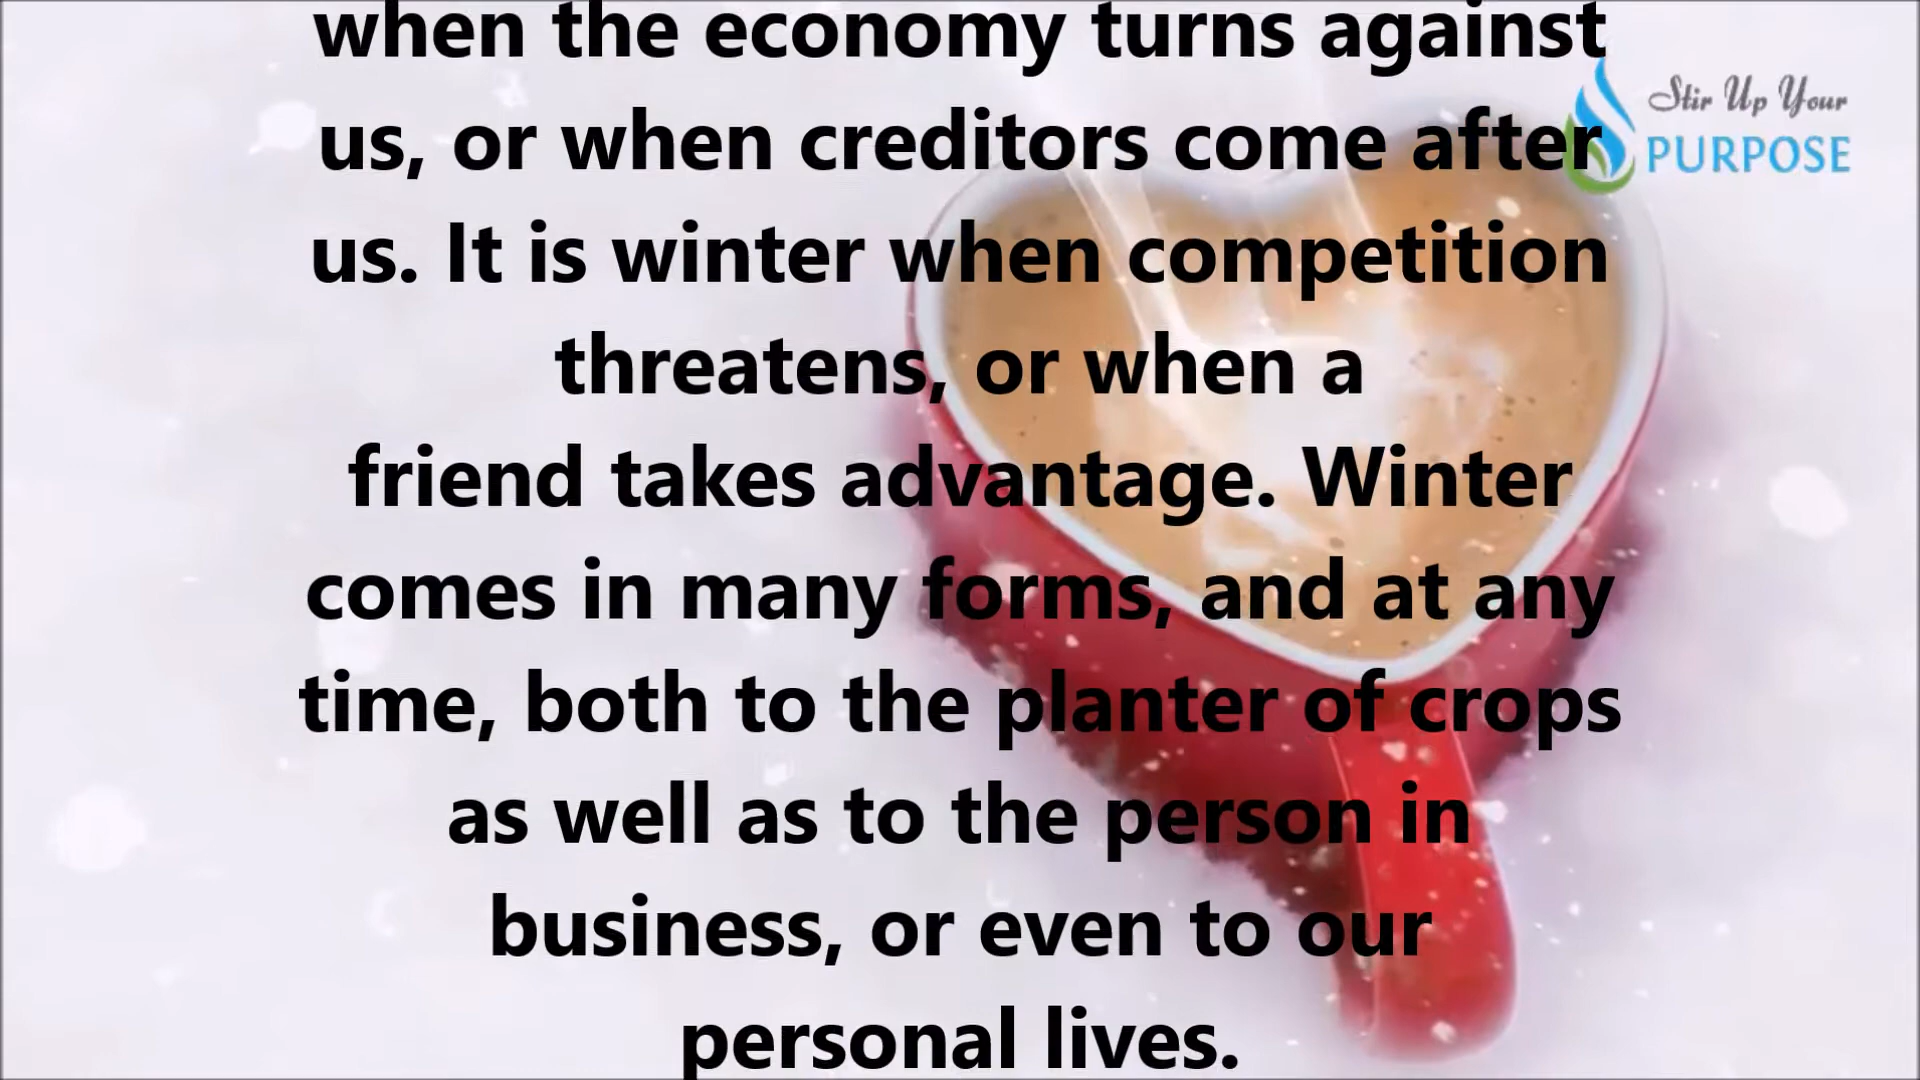 when the economy turns against
us, or when creditors come after
us. It is winter when competition
threatens, or when a
friend takes advantage. Winter
comes in many forms, and at any
time, both to the planter of crops
as well as to the person in
business, or even to our
personal lives.
Stir Up Your
PURPOSE